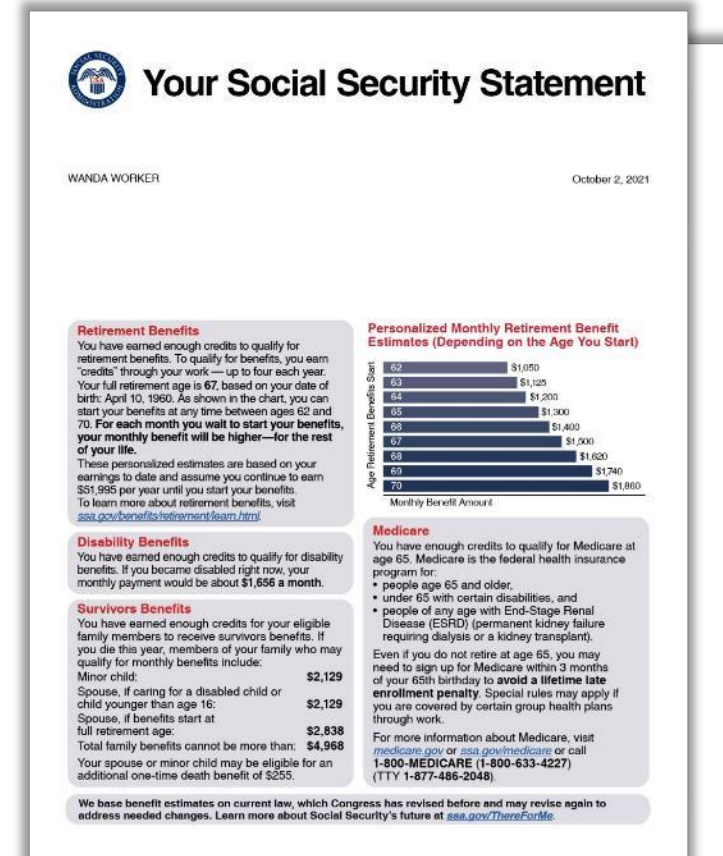 Your Social Security Statement
WANDA WORKER
October 2, 2021
Retirement Benefits
You have earned enough credits to qualify for
retirement benefits. To qualify for benefits, you earn
"credits" through your work — up to four each year.
Your full retirement age is 67, based on your date of
birth: April 10, 1960. As shown in the chart, you can
start your benefits at any time between ages 62 and
70. For each month you wait to start your benefits,
your monthly benefit will be higher—for the rest
of your life.
These personalized estimates are based on your
earnings to date and assume you continue to earn
$51,995 per year until you start your benefits.
To learn more about retirement benefits, visit
ssa.gov/benefits/retirement/learn.html.
Disability Benefits
You have earned enough credits to qualify for disability
benefits. If you became disabled right now, your
monthly payment would be about $1,656 a month.
Survivors Benefits
You have earned enough credits for your eligible
family members to receive survivors benefits. If
you die this year, members of your family who may
qualify for monthly benefits include:
Minor child: $2,129
Spouse, if caring for a disabled child or
child younger than age 16: $2,129
Spouse, if benefits start at
full retirement age: $2,838
Total family benefits cannot be more than: $4,968
Your spouse or minor child may be eligible for an
additional one-time death benefit of $255.
Personalized Monthly Retirement Benefit
Estimates (Depending on the Age You Start)
Age Retirement Benefits Start
62 $1,050
63 $1,125
64 $1,200
65 $1,300
66 $1,400
67 $1,500
68 $1,620
69 $1,740
70 $1,860
Monthly Benefit Amount
Medicare
You have enough credits to qualify for Medicare at
age 65. Medicare is the federal health insurance
program for:
• people age 65 and older,
• under 65 with certain disabilities, and
• people of any age with End-Stage Renal
Disease (ESRD) (permanent kidney failure
requiring dialysis or a kidney transplant).
Even if you do not retire at age 65, you may
need to sign up for Medicare within 3 months
of your 65th birthday to avoid a lifetime late
enrollment penalty. Special rules may apply if
you are covered by certain group health plans
through work.
For more information about Medicare, visit
medicare.gov or ssa.gov/medicare or call
1-800-MEDICARE (1-800-633-4227)
(TTY 1-877-486-2048).
We base benefit estimates on current law, which Congress has revised before and may revise again to
address needed changes. Learn more about Social Security's future at ssa.gov/ThereForMe.